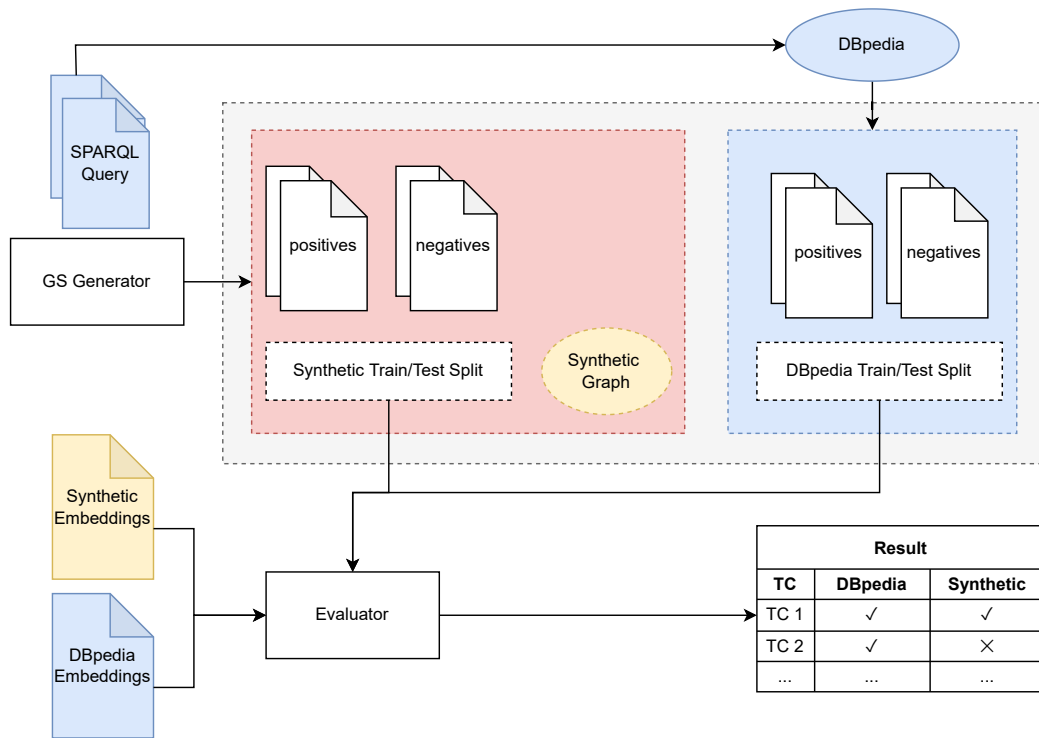 DBpedia
SPARQL
Query
positives
negatives
positives
negatives
GS Generator
Synthetic Train/Test Split
Synthetic
Graph
DBpedia Train/Test Split
Synthetic
Embeddings
DBpedia
Embeddings
Evaluator
Result
TC DBpedia Synthetic
TC 1 ✓ ✓
TC 2 ✓ ✕
... ... ...